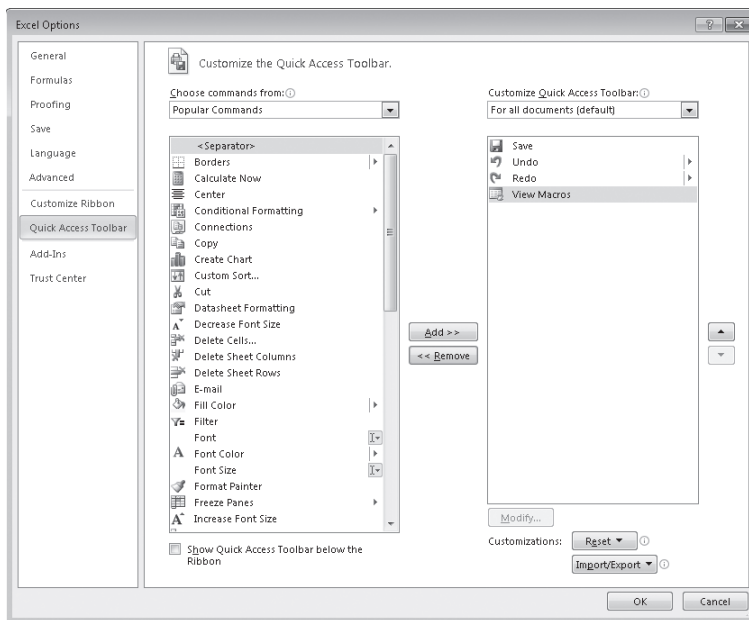 Excel Options
General
Formulas
Proofing
Save
Language
Advanced
Customize Ribbon
Quick Access Toolbar
Add-Ins
Trust Center
Customize the Quick Access Toolbar.
Choose commands from:
Popular Commands
<Separator>
Borders
Calculate Now
Center
Conditional Formatting
Connections
Copy
Create Chart
Custom Sort...
Cut
Datasheet Formatting
Decrease Font Size
Delete Cells...
Delete Sheet Columns
Delete Sheet Rows
E-mail
Fill Color
Filter
Font
Font Color
Font Size
Format Painter
Freeze Panes
Increase Font Size
Show Quick Access Toolbar below the
Ribbon
Add >>
<< Remove
Customize Quick Access Toolbar:
For all documents (default)
Save
Undo
Redo
View Macros
Modify...
Customizations: Reset
Import/Export
OK Cancel